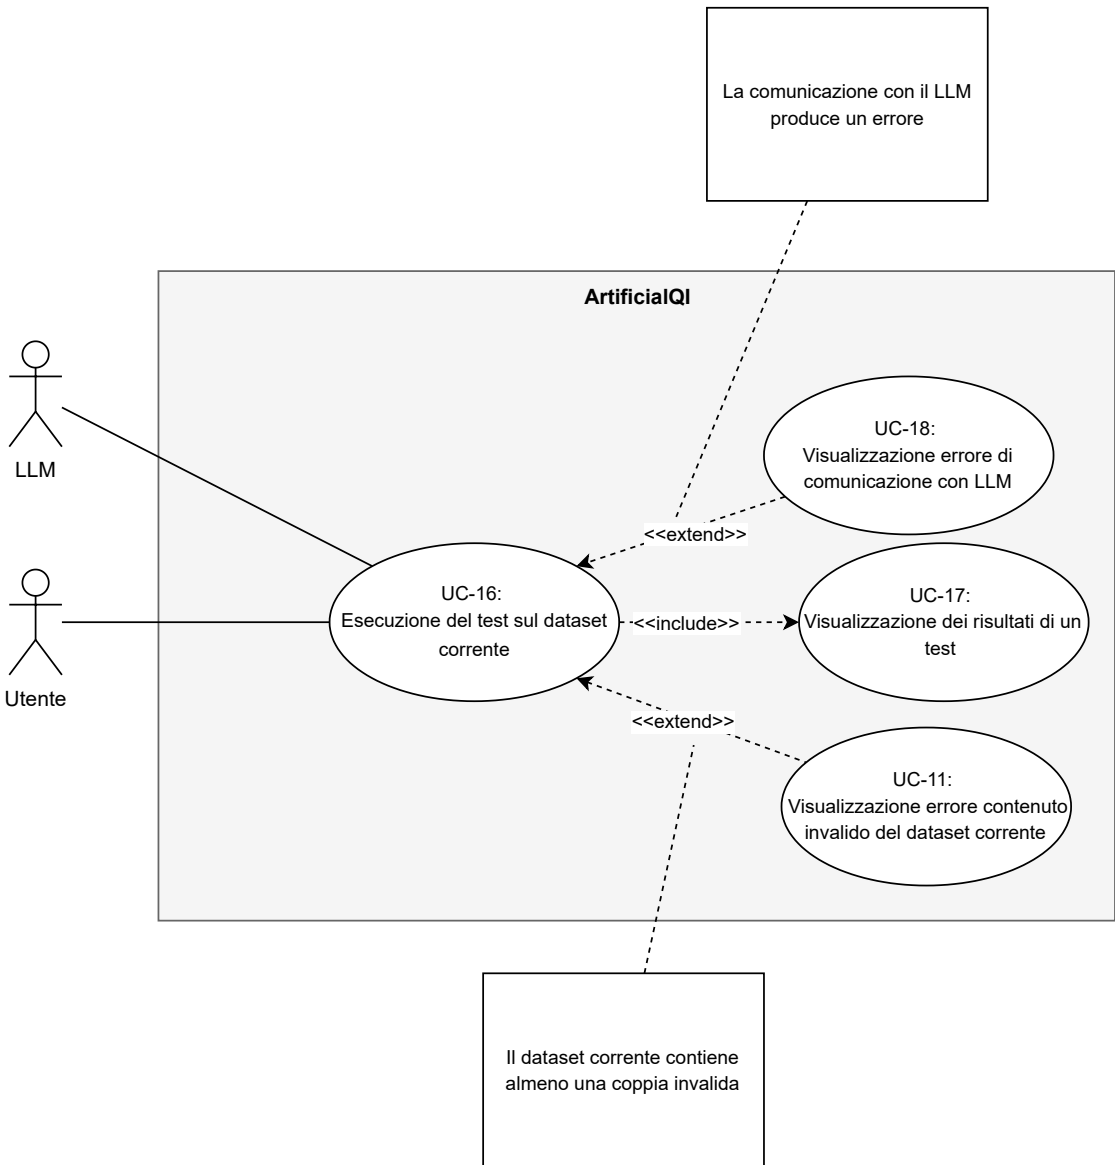 La comunicazione con il LLM
produce un errore
ArtificialQI
LLM
UC-18:
Visualizzazione errore di
comunicazione con LLM
<<extend>>
Utente
UC-16:
Esecuzione del test sul dataset
corrente
<<include>>
UC-17:
Visualizzazione dei risultati di un
test
<<extend>>
UC-11:
Visualizzazione errore contenuto
invalido del dataset corrente
Il dataset corrente contiene
almeno una coppia invalida